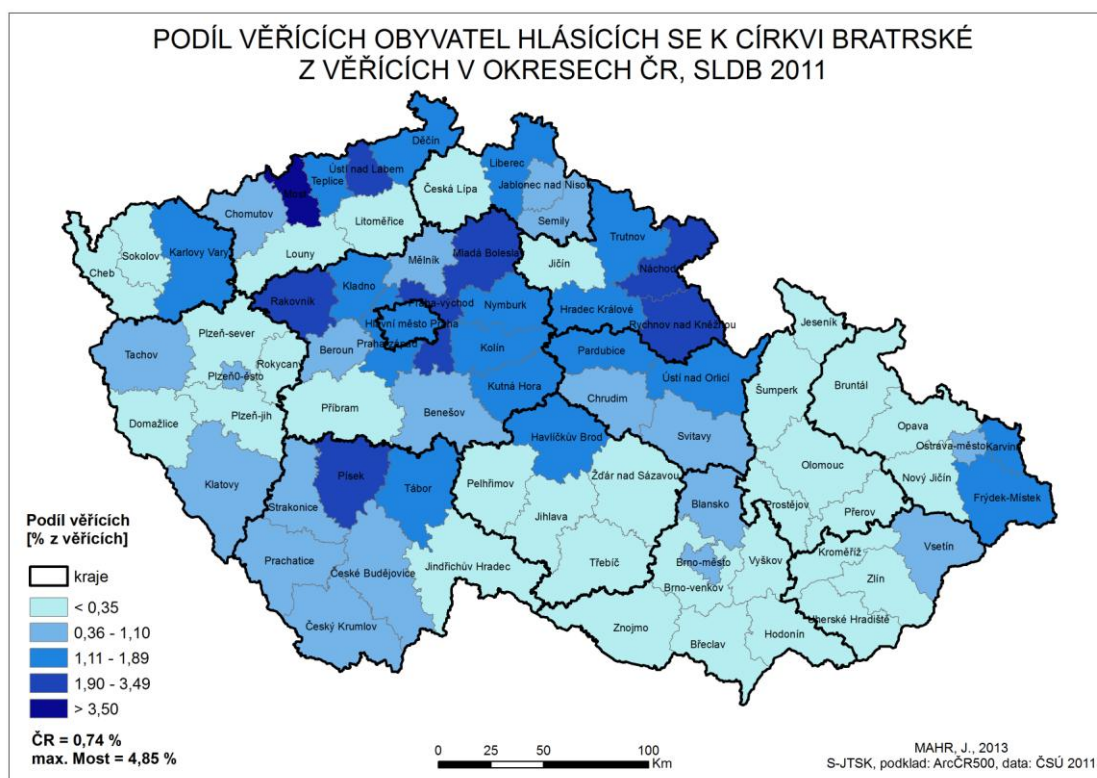 PODÍL VĚŘÍCÍCH OBYVATEL HLÁSÍCÍCH SE K CÍRKVI BRATRSKÉ
Z VĚŘÍCÍCH V OKRESECH ČR, SLDB 2011
Děčín
Liberec
Ústí nad Labem
Teplice
Most
Jablonec nad Nisou
Česká Lípa
Chomutov
Litoměřice
Semily
Trutnov
Karlovy Vary
Sokolov
Cheb
Louny
Mělník
Mladá Boleslav
Jičín
Náchod
Kladno
Rakovník
Praha-východ
Nymburk
Hradec Králové
Rychnov nad Kněžnou
Hlavní město Praha
Jeseník
Plzeň-sever
Beroun
Praha-západ
Kolín
Pardubice
Tachov
Rokycany
Ústí nad Orlicí
Bruntál
Plzeň0-ěsto
Kutná Hora
Šumperk
Chrudim
Příbram
Benešov
Plzeň-jih
Domažlice
Opava
Svitavy
Havlíčkův Brod
Ostrava-město
Karviná
Olomouc
Žďár nad Sázavou
Nový Jičín
Písek
Klatovy
Tábor
Pelhřimov
Frýdek-Místek
Strakonice
Blansko
Prostějov
Přerov
Jihlava
Vsetín
Kroměříž
Prachatice
Brno-město
Vyškov
Třebíč
Jindřichův Hradec
České Budějovice
Zlín
Brno-venkov
Uherské Hradiště
Český Krumlov
Znojmo
Hodonín
Břeclav
Podíl věřících
[% z věřících]
kraje
< 0,35
0,36 - 1,10
1,11 - 1,89
1,90 - 3,49
> 3,50
ČR = 0,74 %
max. Most = 4,85 %
0 25 50 100
Km
MAHR, J., 2013
S-JTSK, podklad: ArcČR500, data: ČSÚ 2011